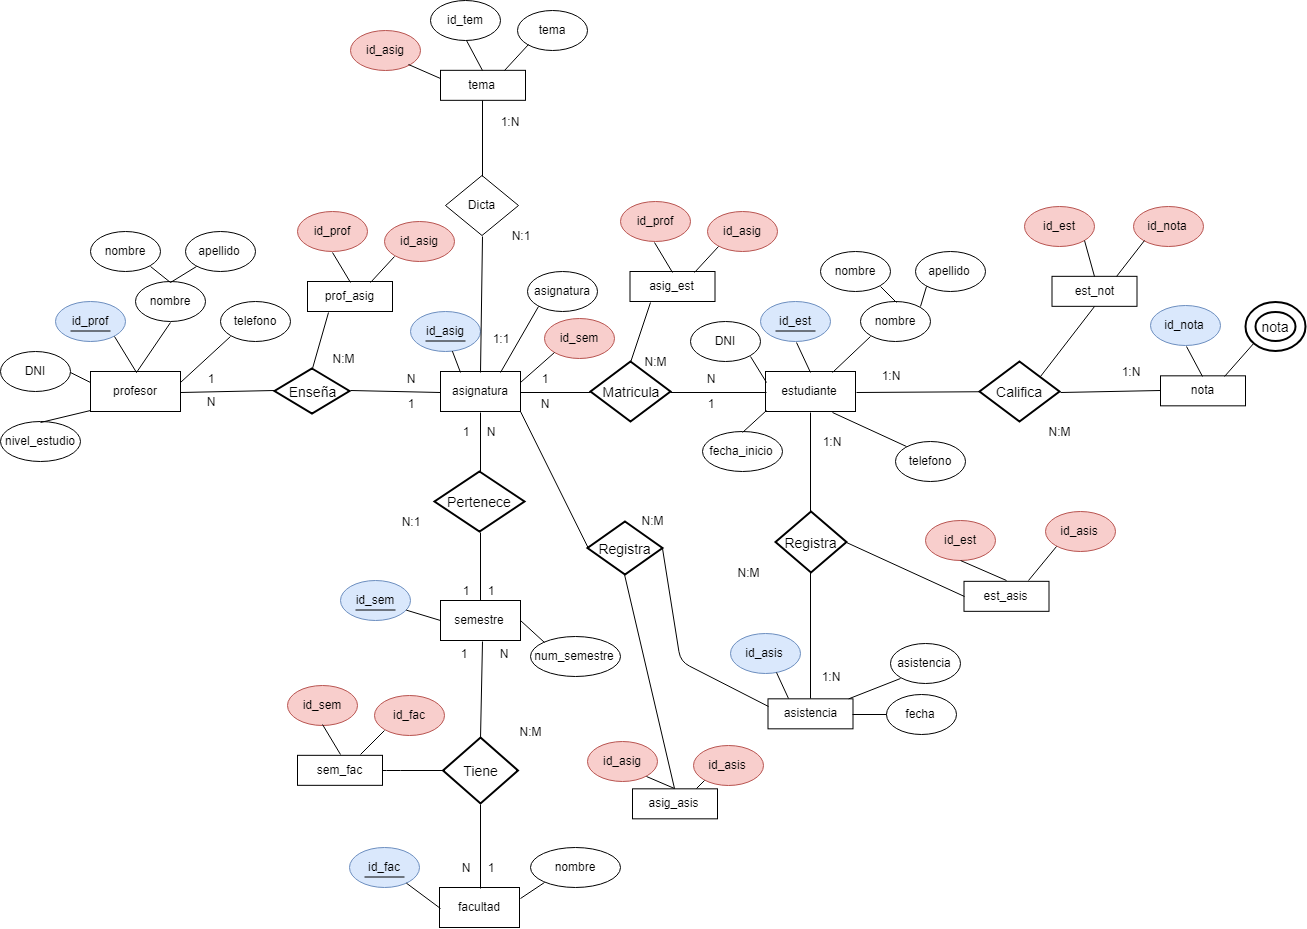 id_tem
tema
id_asig
tema
1:N
Dicta
N:1
id_prof
id_asig
nombre
apellido
prof_asig
id_prof
nombre
telefono
N:M
DNI
profesor
1
N
Enseña
N
1
nivel_estudio
id_asig
asignatura
1:1
id_sem
asignatura
1
N
id_prof
id_asig
asig_est
N:M
Matricula
N
1
nombre
apellido
DNI
id_est
nombre
estudiante
1:N
fecha_inicio
1:N
telefono
id_est
id_nota
est_not
id_nota
nota
Califica
1:N
nota
N:M
1
N
Pertenece
N:1
1
1
id_sem
semestre
num_semestre
1
N
N:M
Registra
Registra
N:M
id_est
id_asis
est_asis
id_asis
1:N
asistencia
asistencia
fecha
id_sem
id_fac
N:M
sem_fac
Tiene
id_asig
id_asis
asig_asis
N
1
id_fac
nombre
facultad